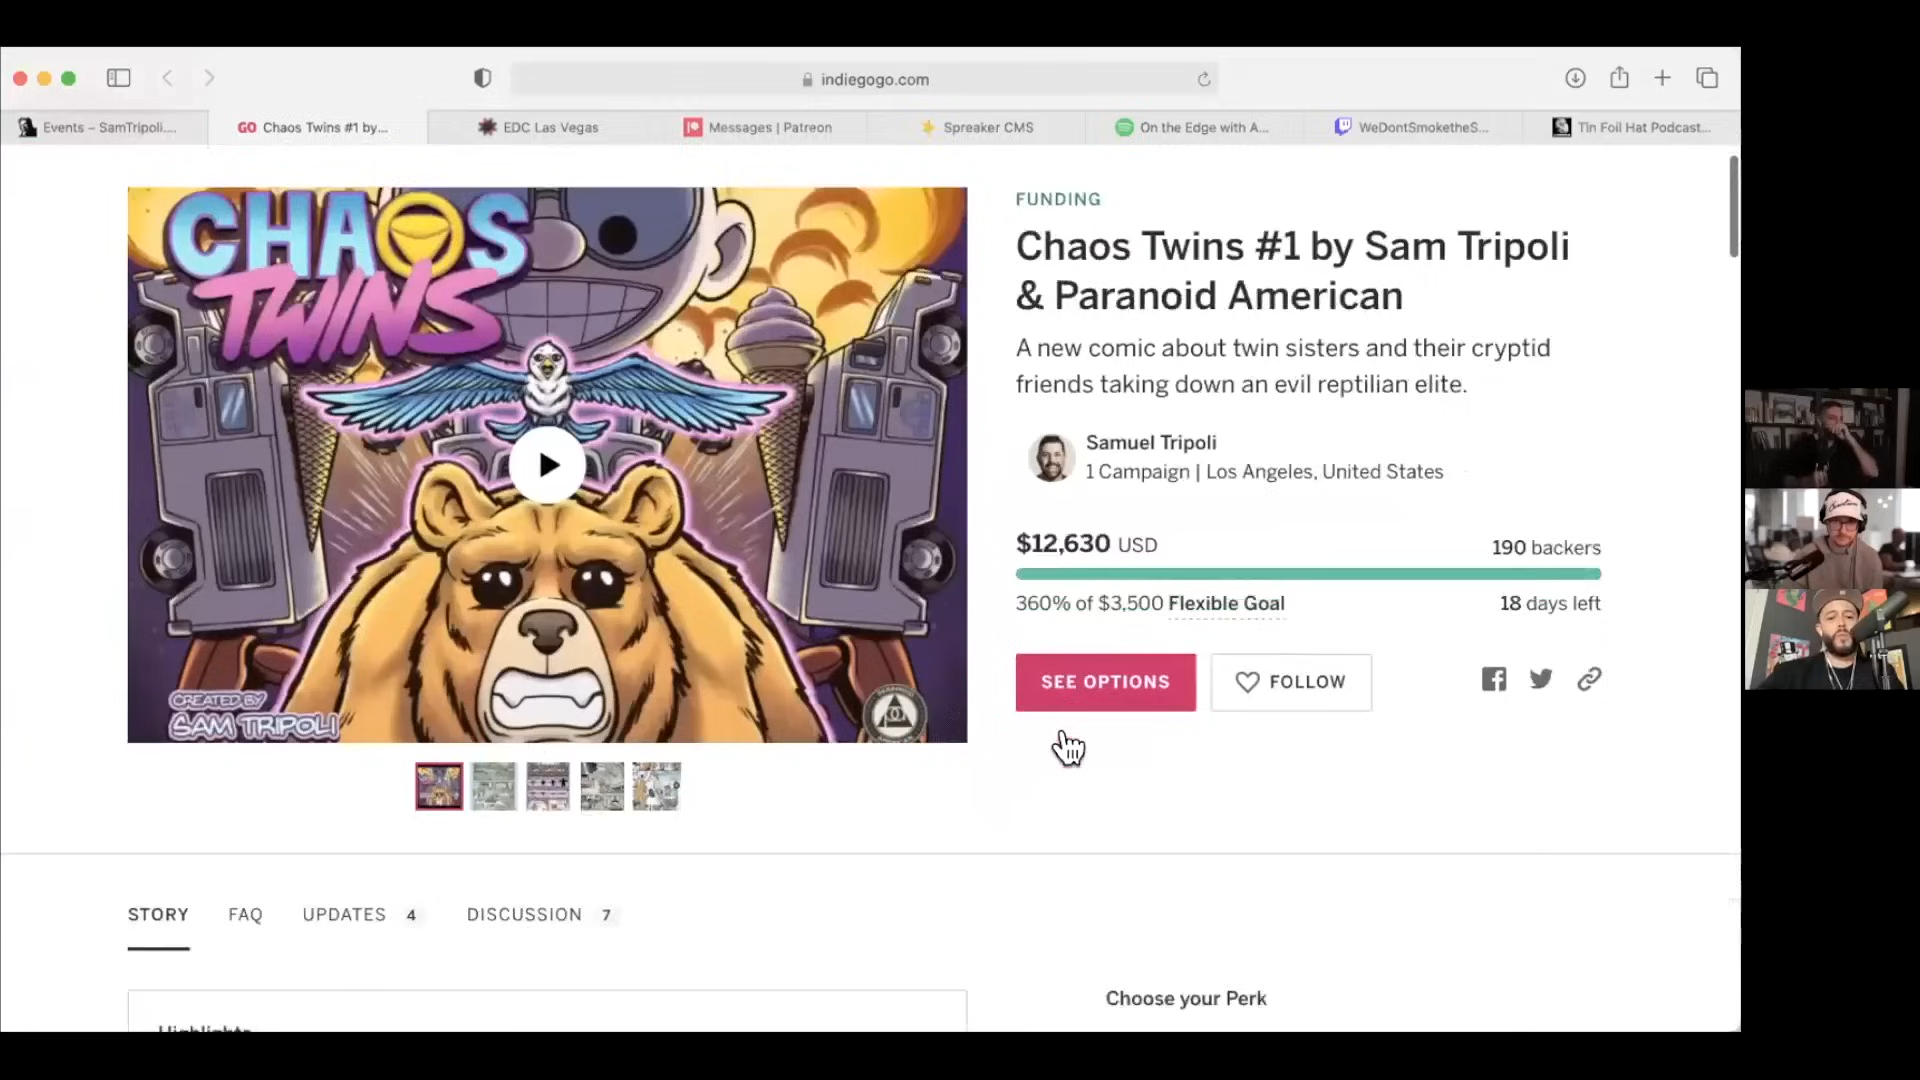 indiegogo.com
Events – SamTripoli....
GO Chaos Twins #1 by...
EDC Las Vegas
Messages | Patreon
Spreaker CMS
On the Edge with A...
WeDontSmoketheS...
Tin Foil Hat Podcast...
CHAOS
TWINS
CREATED BY
SAM TRIPOLI
FUNDING
Chaos Twins #1 by Sam Tripoli
& Paranoid American
A new comic about twin sisters and their cryptid
friends taking down an evil reptilian elite.
Samuel Tripoli
1 Campaign | Los Angeles, United States
$12,630 USD
190 backers
360% of $3,500 Flexible Goal
18 days left
SEE OPTIONS
FOLLOW
STORY
FAQ
UPDATES 4
DISCUSSION 7
Highlights
Choose your Perk